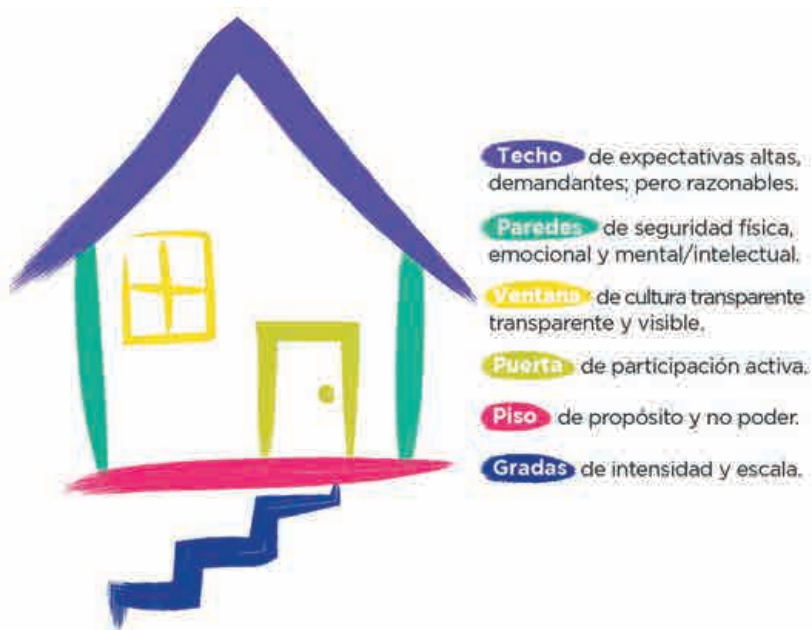 Techo de expectativas altas,
demandantes; pero razonables.
Paredes de seguridad física,
emocional y mental/intelectual.
Ventana de cultura transparente
transparente y visible.
Puerta de participación activa.
Piso de propósito y no poder.
Gradas de intensidad y escala.